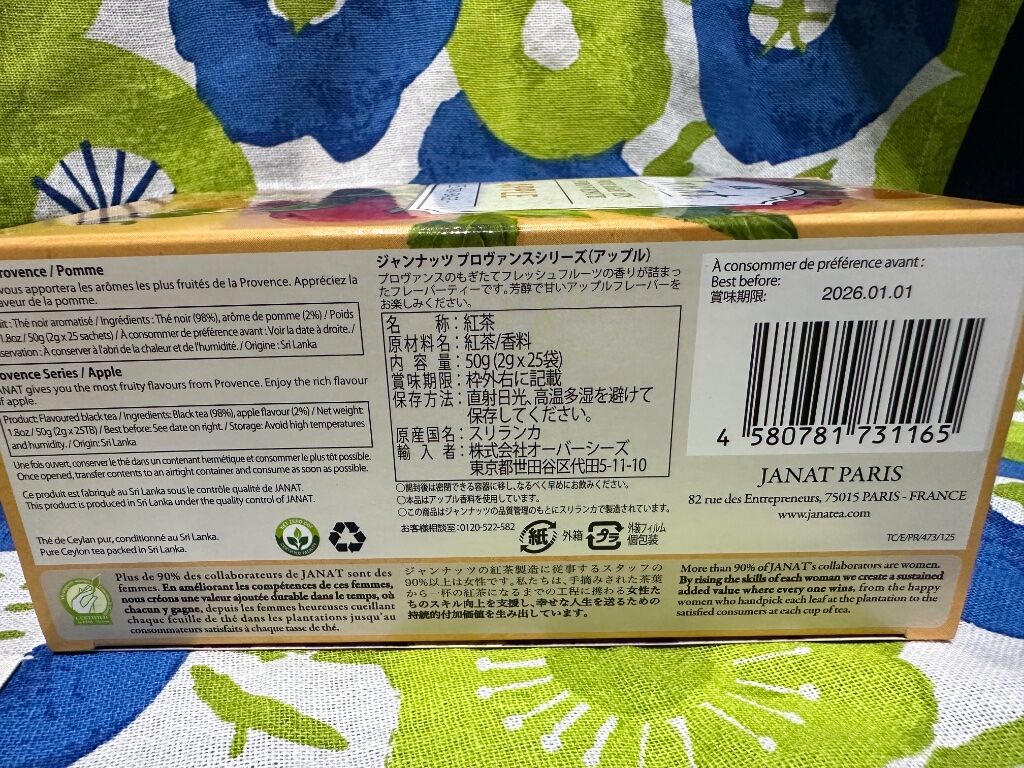 rovence / Pomme
vous apportera les arômes les plus fruités de la Provence. Appréciez la
aveur de la pomme.
it : Thé noir aromatisé / Ingrédients : Thé noir (98%), arôme de pomme (2%) / Poids
1.8oz / 50g (2g x 25 sachets) / À consommer de préférence avant : Voir la date à droite. /
servation : À conserver à l'abri de la chaleur et de l'humidité. / Origine : Sri Lanka
ovence Series / Apple
NAT gives you the most fruity flavours from Provence. Enjoy the rich flavour
f apple.
Product: Flavoured black tea / Ingredients: Black tea (98%), apple flavour (2%) / Net weight
1.8oz / 50g (2g x 25TB) / Best before: See date on right. / Storage: Avoid high temperatures
and humidity. / Origin: Sri Lanka
Une fois ouvert, conserver le thé dans un contenant hermétique et consommer le plus tôt possible.
Once opened, transfer contents to an airtight container and consume as soon as possible.
Ce produit est fabriqué au Sri Lanka sous le contrôle qualité de JANAT.
This product is produced in Sri Lanka under the quality control of JANAT.
Thé de Ceylan pur, conditionné au Sri Lanka.
Pure Ceylon tea packed in Sri Lanka.
ジャンナッツ プロヴァンスシリーズ(アップル)
プロヴァンスのもぎたてフレッシュフルーツの香りが詰まっ
たフレーバーティーです。芳醇で甘いアップルフレーバーを
お楽しみください。
名 称:紅茶
原材料名:紅茶/香料
内 容 量:50g(2g×25袋)
賞味期限:枠外右に記載
保存方法:直射日光、高温多湿を避けて
保存してください。
原産国名:スリランカ
輸 入 者:株式会社オーバーシーズ
東京都世田谷区代田5-11-10
○開封後は密閉できる容器に移し、なるべく早めにお飲みください。
○本品はアップル香料を使用しています。
○この商品はジャンナッツの品質管理のもとにスリランカで製造されています。
お客様相談室:0120-522-582
紙 外箱 プラ 外装フィルム
個包装
À consommer de préférence avant :
Best before:
賞味期限: 2026.01.01
4 580781 731165
JANAT PARIS
82 rue des Entrepreneurs, 75015 PARIS - FRANCE
www.janatea.com
TC/E/PR/473/125
CERTIFIED
Plus de 90% des collaborateurs de JANAT sont des
femmes. En améliorant les compétences de ces femmes,
nous créons une valeur ajoutée durable dans le temps, où
chacun y gagne, depuis les femmes heureuses cueillant
chaque feuille de thé dans les plantations jusqu'au
consommateurs satisfaits à chaque tasse de thé.
ジャンナッツの紅茶製造に従事するスタッフの
90%以上は女性です。私たちは、手摘みされた茶葉
から一杯の紅茶になるまでの工程に携わる女性た
ちのスキル向上を支援し、幸せな人生を送るための
持続的付加価値を生み出しています。
More than 90% of JANAT's collaborators are women.
By rising the skills of each woman we create a sustained
added value where every one wins, from the happy
women who handpick each leaf at the plantation to the
satisfied consumers at each cup of tea.